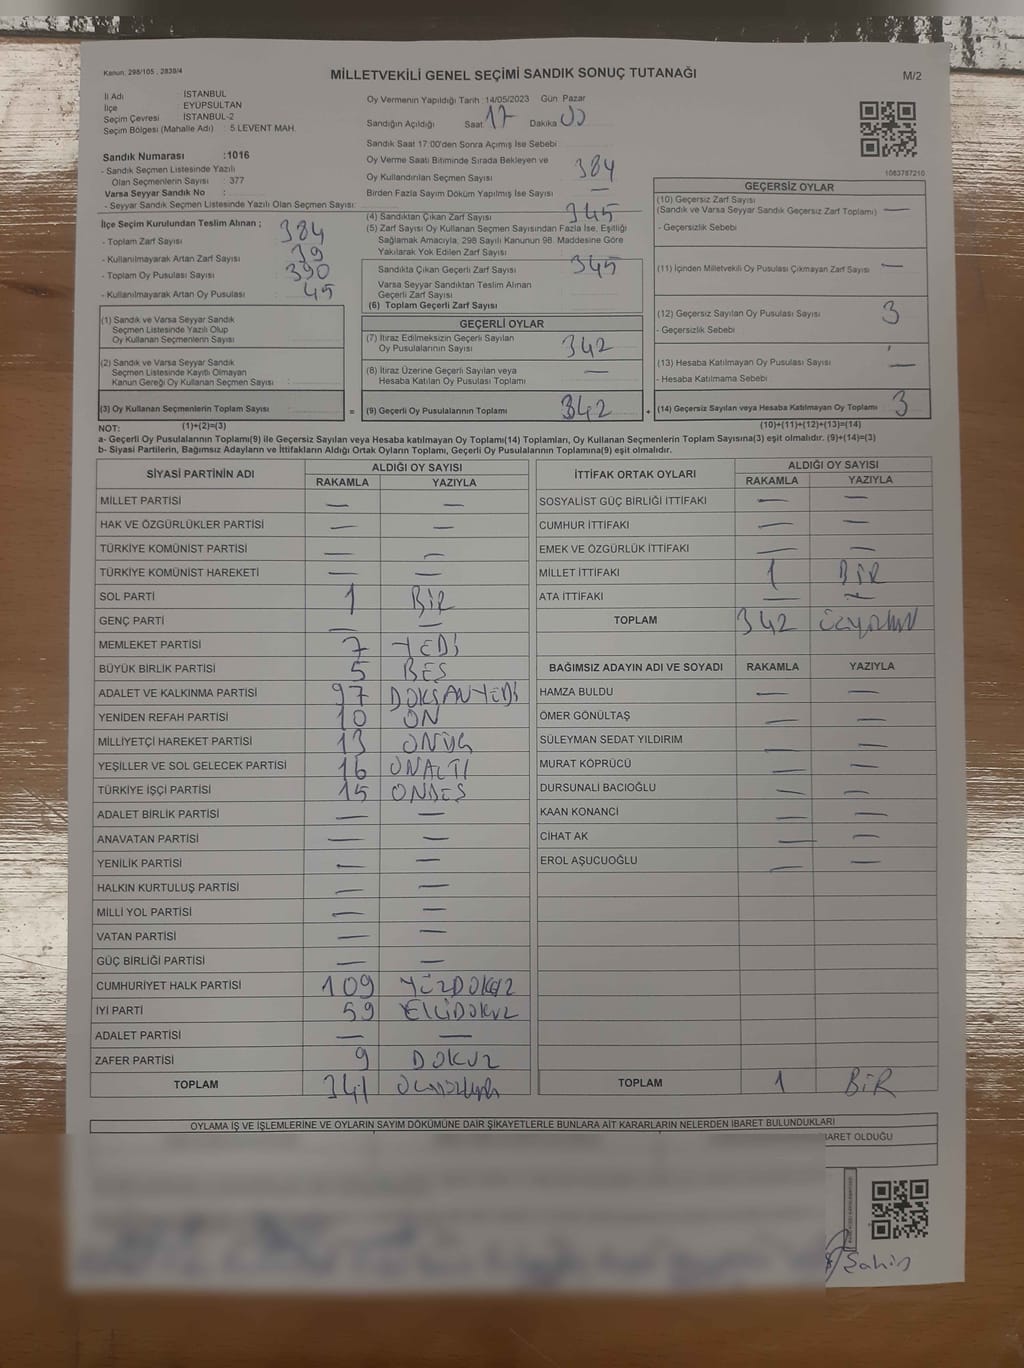 Kanun: 298/105 , 2839/4
MİLLETVEKİLİ GENEL SEÇİMİ SANDIK SONUÇ TUTANAĞI
M/2
İl Adı : İSTANBUL
İlçe : EYÜPSULTAN
Seçim Çevresi : İSTANBUL-2
Seçim Bölgesi (Mahalle Adı) : 5.LEVENT MAH.
Sandık Numarası :1016
- Sandık Seçmen Listesinde Yazılı
Olan Seçmenlerin Sayısı : 377
Varsa Seyyar Sandık No :
- Seyyar Sandık Seçmen Listesinde Yazılı Olan Seçmen Sayısı:
Oy Vermenin Yapıldığı Tarih :14/05/2023 Gün: Pazar
Sandığın Açıldığı Saat: 17 Dakika
Sandık Saat 17:00'den Sonra Açımış İse Sebebi
Oy Verme Saati Bitiminde Sırada Bekleyen ve
Oy Kullandırılan Seçmen Sayısı 384
Birden Fazla Sayım Döküm Yapılmış İse Sayısı —
1083787210
İlçe Seçim Kurulundan Teslim Alınan ;
- Toplam Zarf Sayısı 384
- Kullanılmayarak Artan Zarf Sayısı 39
- Toplam Oy Pusulası Sayısı 390
- Kullanılmayarak Artan Oy Pusulası : 45
(4) Sandıktan Çıkan Zarf Sayısı 345
(5) Zarf Sayısı Oy Kullanan Seçmen Sayısından Fazla İse, Eşitliği
Sağlamak Amacıyla, 298 Sayılı Kanunun 98. Maddesine Göre
Yakılarak Yok Edilen Zarf Sayısı
Sandıkta Çıkan Geçerli Zarf Sayısı 345
Varsa Seyyar Sandıktan Teslim Alınan
Geçerli Zarf Sayısı
(6) Toplam Geçerli Zarf Sayısı
GEÇERSİZ OYLAR
(10) Geçersiz Zarf Sayısı
(Sandık ve Varsa Seyyar Sandık Geçersiz Zarf Toplamı) —
- Geçersizlik Sebebi
(11) İçinden Milletvekili Oy Pusulası Çıkmayan Zarf Sayısı —
(12) Geçersiz Sayılan Oy Pusulası Sayısı 3
- Geçersizlik Sebebi
(13) Hesaba Katılmayan Oy Pusulası Sayısı —
- Hesaba Katılmama Sebebi
(14) Geçersiz Sayılan veya Hesaba Katılmayan Oy Toplamı 3
(10)+(11)+(12)+(13)=(14)
(1) Sandık ve Varsa Seyyar Sandık
Seçmen Listesinde Yazılı Olup
Oy Kullanan Seçmenlerin Sayısı :
(2) Sandık ve Varsa Seyyar Sandık
Seçmen Listesinde Kayıtlı Olmayan
Kanun Gereği Oy Kullanan Seçmen Sayısı :
(3) Oy Kullanan Seçmenlerin Toplam Sayısı : =
GEÇERLİ OYLAR
(7) İtiraz Edilmeksizin Geçerli Sayılan
Oy Pusulalarının Sayısı 342
(8) İtiraz Üzerine Geçerli Sayılan veya
Hesaba Katılan Oy Pusulası Toplamı —
(9) Geçerli Oy Pusulalarının Toplamı 342 +
NOT: (1)+(2)=(3)
a- Geçerli Oy Pusulalarının Toplamı(9) ile Geçersiz Sayılan veya Hesaba katılmayan Oy Toplamı(14) Toplamları, Oy Kullanan Seçmenlerin Toplam Sayısına(3) eşit olmalıdır. (9)+(14)=(3)
b- Siyasi Partilerin, Bağımsız Adayların ve İttifakların Aldığı Ortak Oyların Toplamı, Geçerli Oy Pusulalarının Toplamına(9) eşit olmalıdır.
SİYASİ PARTİNİN ADI ALDIĞI OY SAYISI
RAKAMLA YAZIYLA
MİLLET PARTİSİ — —
HAK VE ÖZGÜRLÜKLER PARTİSİ — —
TÜRKİYE KOMÜNİST PARTİSİ — —
TÜRKİYE KOMÜNİST HAREKETİ — —
SOL PARTİ 1 BİR
GENÇ PARTİ — —
MEMLEKET PARTİSİ 7 YEDİ
BÜYÜK BİRLİK PARTİSİ 5 BEŞ
ADALET VE KALKINMA PARTİSİ 97 DOKSANYEDİ
YENİDEN REFAH PARTİSİ 10 ON
MİLLİYETÇİ HAREKET PARTİSİ 13 ONÜÇ
YEŞİLLER VE SOL GELECEK PARTİSİ 16 ONALTI
TÜRKİYE İŞÇİ PARTİSİ 15 ONBEŞ
ADALET BİRLİK PARTİSİ — —
ANAVATAN PARTİSİ — —
YENİLİK PARTİSİ — —
HALKIN KURTULUŞ PARTİSİ — —
MİLLİ YOL PARTİSİ — —
VATAN PARTİSİ — —
GÜÇ BİRLİĞİ PARTİSİ — —
CUMHURİYET HALK PARTİSİ 109 YÜZDOKUZ
İYİ PARTİ 59 ELLİDOKUZ
ADALET PARTİSİ — —
ZAFER PARTİSİ 9 DOKUZ
TOPLAM 341
İTTİFAK ORTAK OYLARI ALDIĞI OY SAYISI
RAKAMLA YAZIYLA
SOSYALİST GÜÇ BİRLİĞİ İTTİFAKI — —
CUMHUR İTTİFAKI — —
EMEK VE ÖZGÜRLÜK İTTİFAKI — —
MİLLET İTTİFAKI 1 BİR
ATA İTTİFAKI — —
TOPLAM 342
BAĞIMSIZ ADAYIN ADI VE SOYADI RAKAMLA YAZIYLA
HAMZA BULDU — —
ÖMER GÖNÜLTAŞ — —
SÜLEYMAN SEDAT YILDIRIM — —
MURAT KÖPRÜCÜ — —
DURSUNALİ BACIOĞLU — —
KAAN KONANCİ — —
CİHAT AK — —
EROL AŞUCUOĞLU — —
TOPLAM 1 BİR
OYLAMA İŞ VE İŞLEMLERİNE VE OYLARIN SAYIM DÖKÜMÜNE DAİR ŞİKAYETLERLE BUNLARA AİT KARARLARIN NELERDEN İBARET BULUNDUKLARI
İBARET OLDUĞU
Şahin